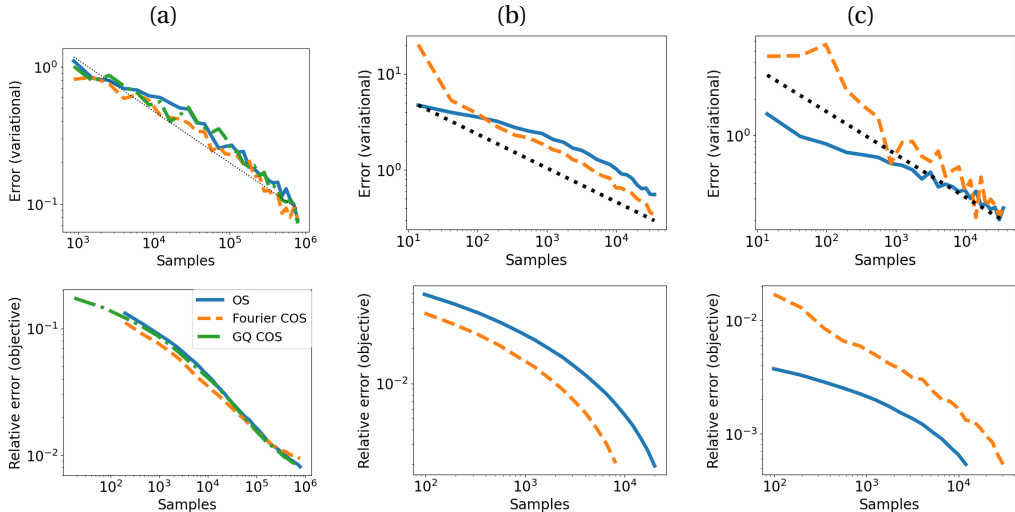 (a)
(b)
(c)
Error (variational)
10⁰
10⁻¹
10³
10⁴
10⁵
10⁶
Samples
Error (variational)
10¹
10⁰
10¹
10²
10³
10⁴
Samples
Error (variational)
10⁰
10¹
10²
10³
10⁴
Samples
Relative error (objective)
10⁻¹
10⁻²
OS
Fourier COS
GQ COS
10²
10³
10⁴
10⁵
10⁶
Samples
Relative error (objective)
10⁻²
10²
10³
10⁴
Samples
Relative error (objective)
10⁻²
10⁻³
10²
10³
10⁴
Samples